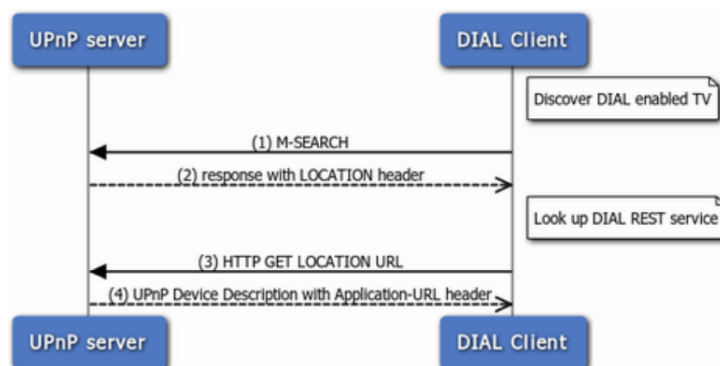 UPnP server
DIAL Client
Discover DIAL enabled TV
(1) M-SEARCH
(2) response with LOCATION header
Look up DIAL REST service
(3) HTTP GET LOCATION URL
(4) UPnP Device Description with Application-URL header
UPnP server
DIAL Client